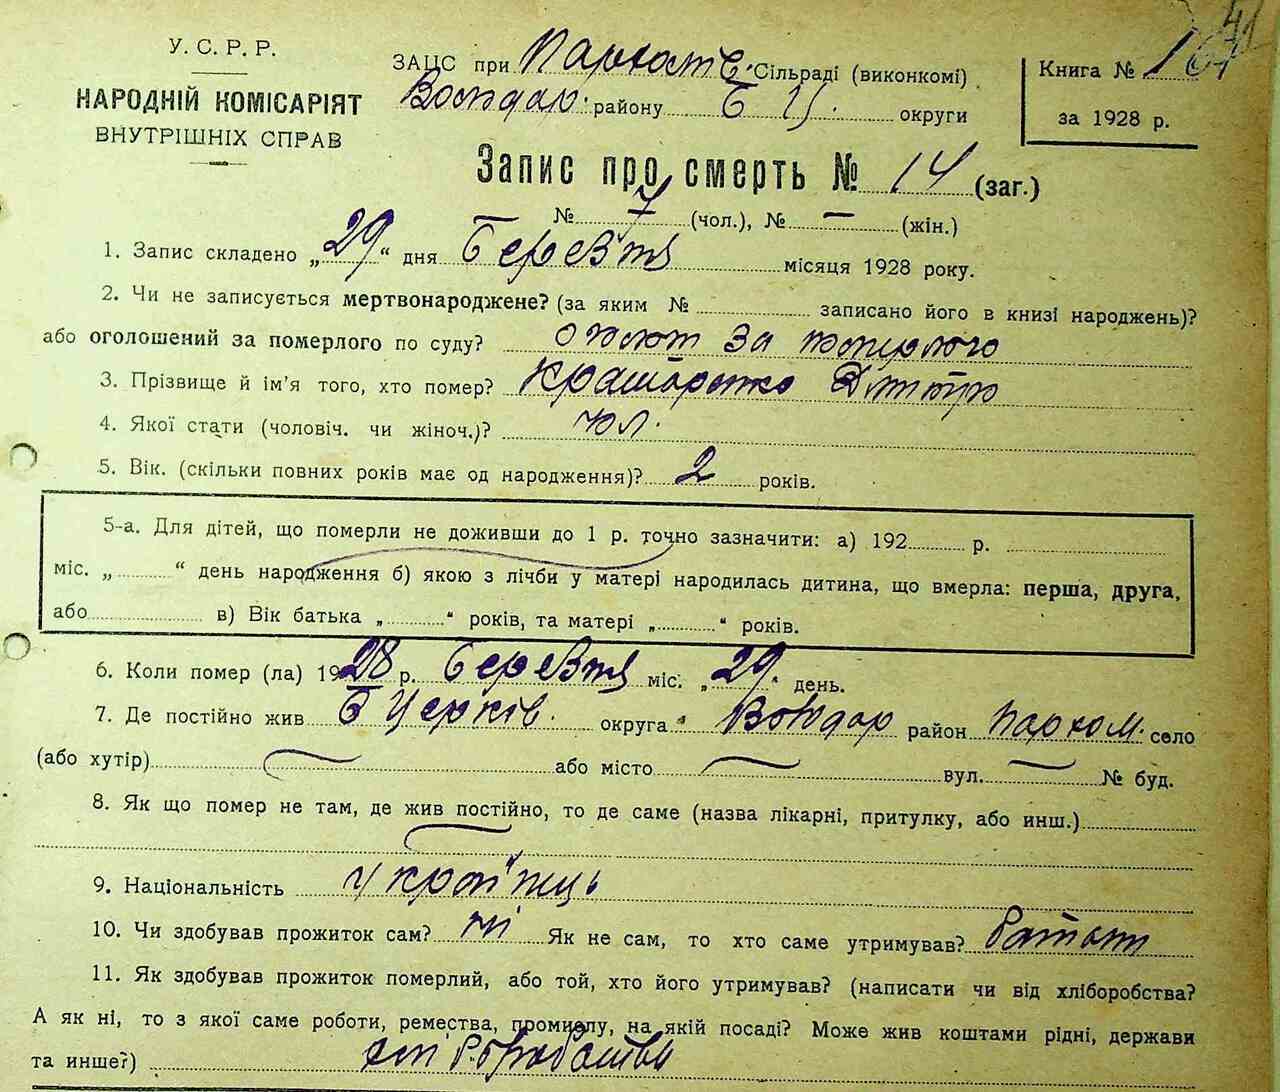 У. С. Р. Р.
НАРОДНІЙ КОМІСАРІЯТ
ВНУТРІШНІХ СПРАВ
ЗАЦС при Пархомів. Сільраді (виконкомі)
Володар. району Б Ц. округи
Книга № 1
за 1928 р.
Запис про смерть № 14 (заг.)
№ 7 (чол.), № — (жін.)
1. Запис складено „29“ дня Березня місяця 1928 року.
2. Чи не записується мертвонароджене? (за яким № записано його в книзі народжень)?
або оголошений за померлого по суду? за померлого
3. Прізвище й ім'я того, хто помер? Дмитро
4. Якої статі (чоловіч. чи жіноч.)? чол.
5. Вік. (скільки повних років має од народження)? 2 років.
5-а. Для дітей, що померли не доживши до 1 р. точно зазначити: а) 192 р.
міс. „ “ день народження б) якою з лічби у матері народилась дитина, що вмерла: перша, друга,
або в) Вік батька „ “ років, та матері „ “ років.
6. Коли помер (ла) 1928 р. Березня міс. „29“ день.
7. Де постійно жив Б Церків. округа Володар район Пархом. село
(або хутір) — або місто — вул. — № буд.
8. Як що помер не там, де жив постійно, то де саме (назва лікарні, притулку, або инш.)
9. Національність Українець
10. Чи здобував прожиток сам? ні Як не сам, то хто саме утримував? Батько
11. Як здобував прожиток померлий, або той, хто його утримував? (написати чи від хліборобства?
А як ні, то з якої саме роботи, ремества, промислу, на якій посаді? Може жив коштами рідні, держави
та инше?)